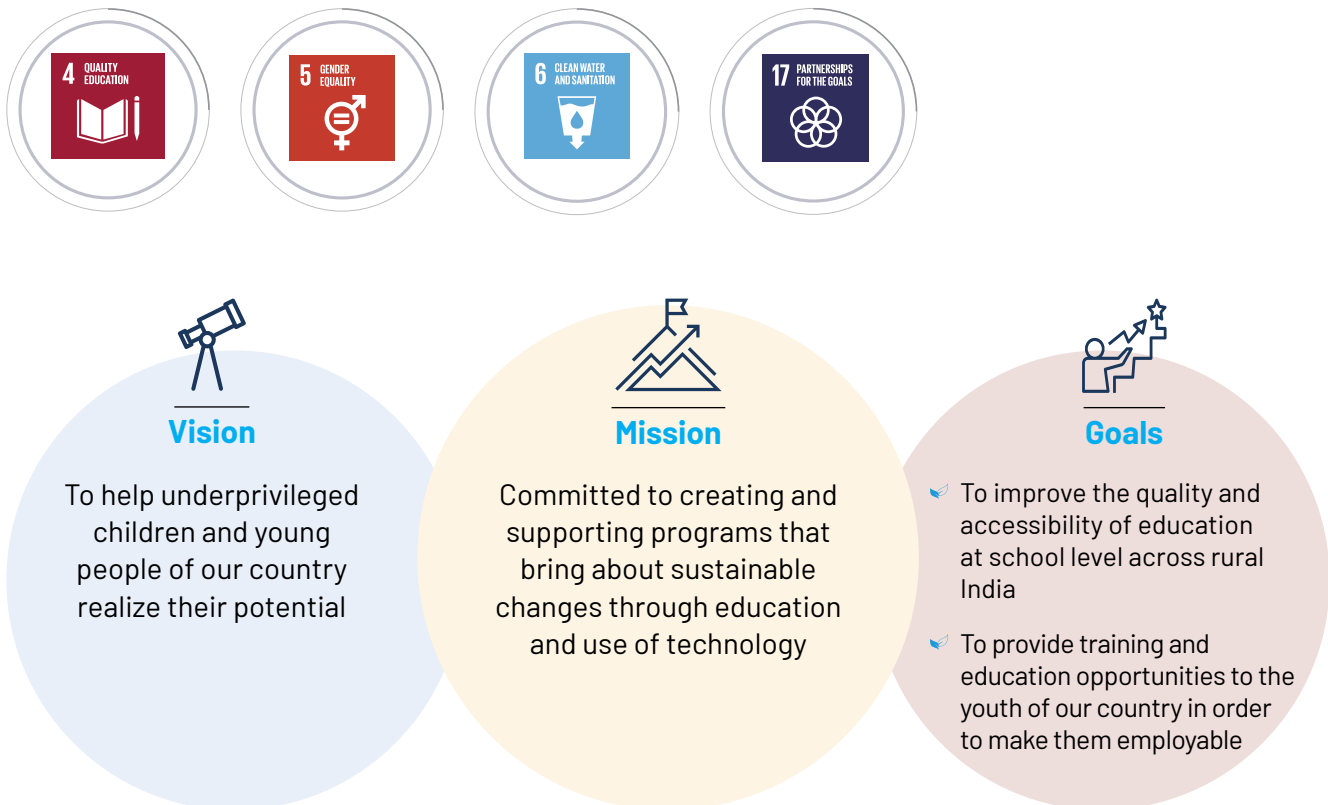 4 QUALITY
EDUCATION
5 GENDER
EQUALITY
6 CLEAN WATER
AND SANITATION
17 PARTNERSHIPS
FOR THE GOALS
Vision
To help underprivileged
children and young
people of our country
realize their potential
Mission
Committed to creating and
supporting programs that
bring about sustainable
changes through education
and use of technology
Goals
To improve the quality and
accessibility of education
at school level across rural
India
To provide training and
education opportunities to the
youth of our country in order
to make them employable